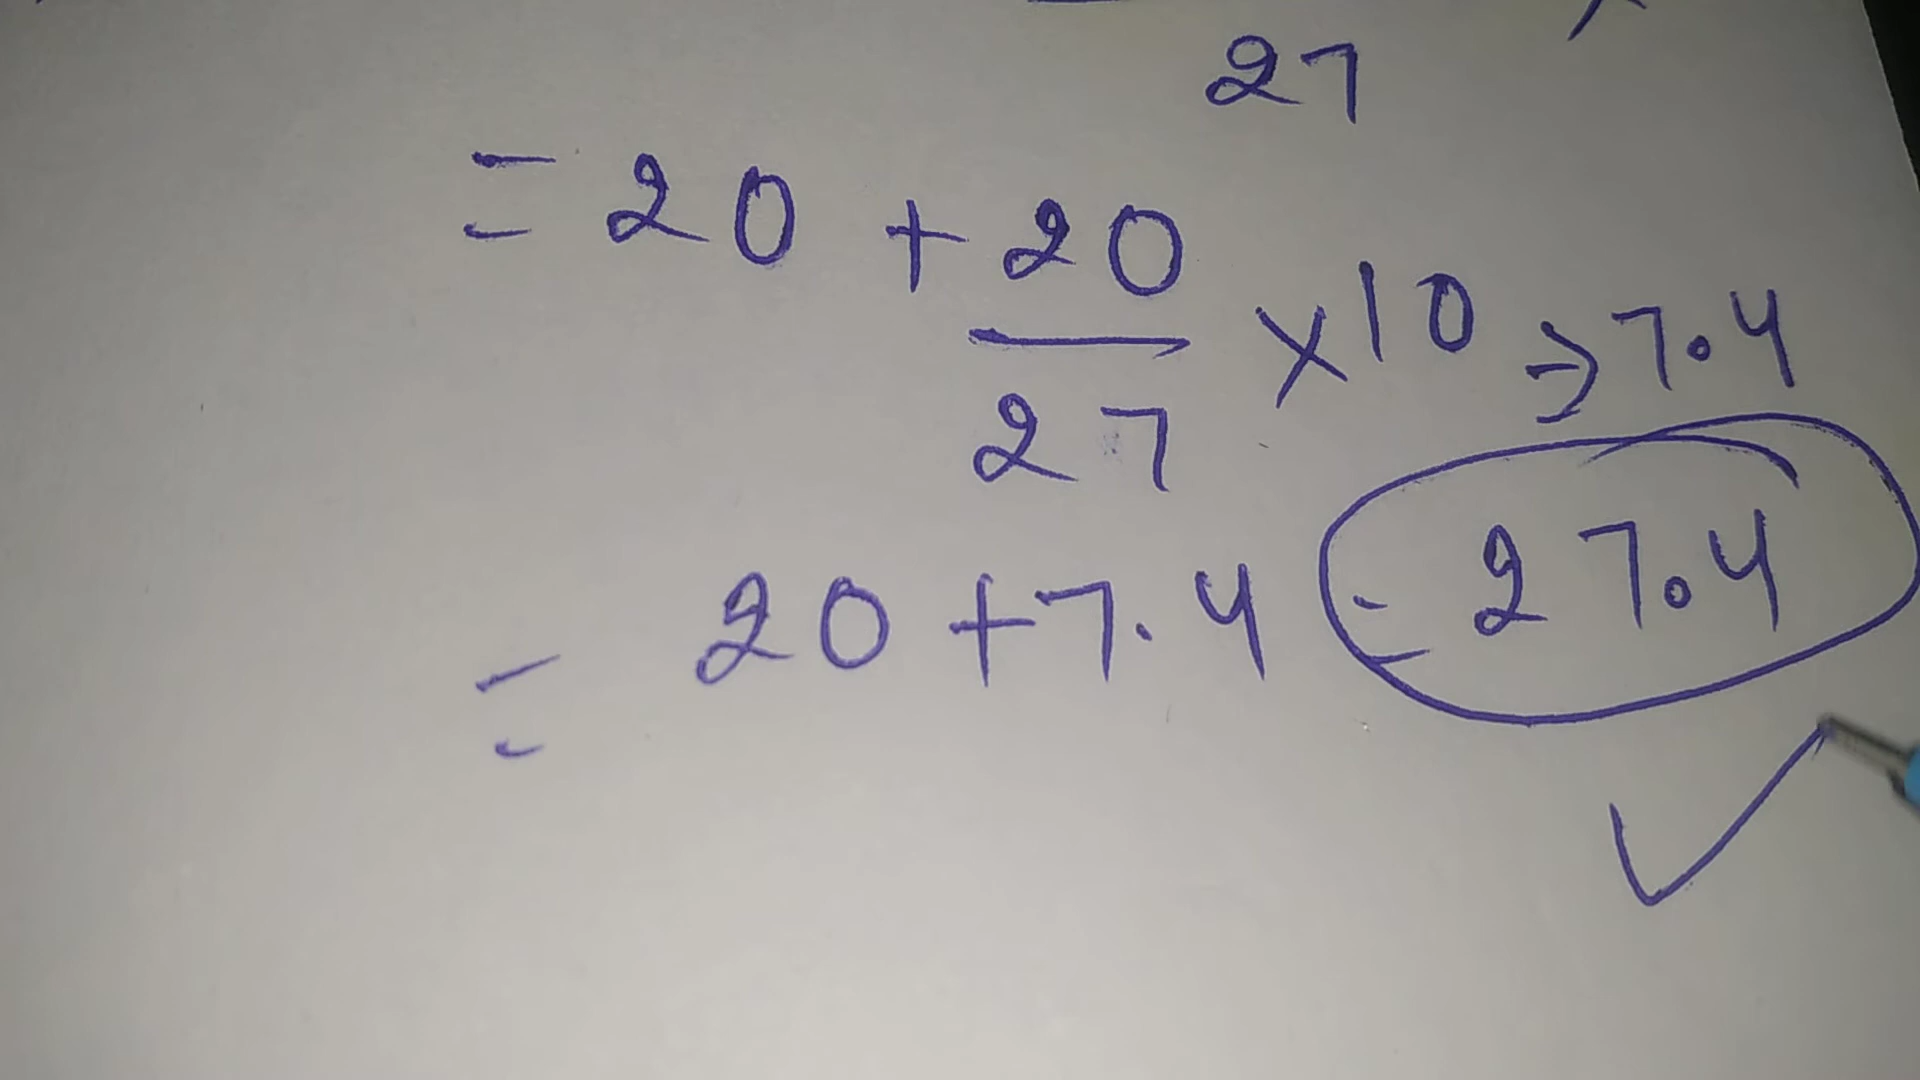 27
= 20 + 20
× 10 → 7.4
27
= 20 + 7.4 = 27.4